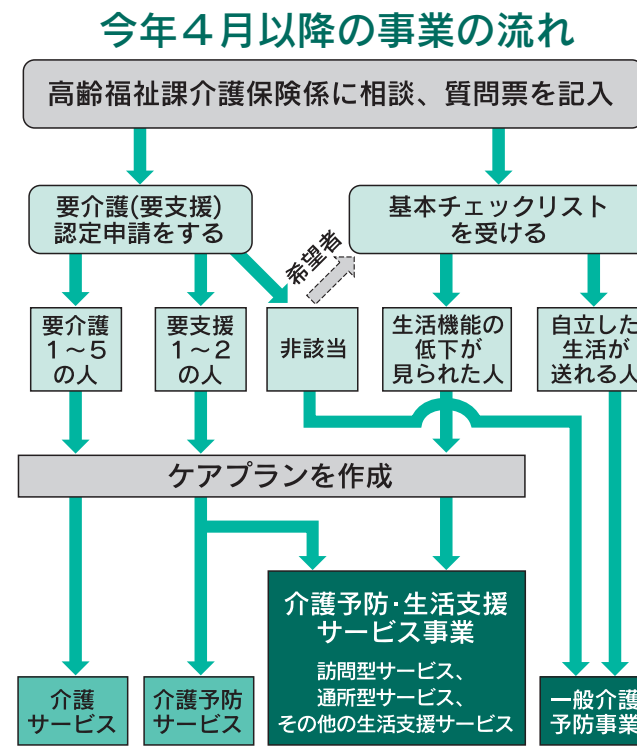 今年４月以降の事業の流れ
高齢福祉課介護保険係に相談、質問票を記入
要介護(要支援)
認定申請をする
基本チェックリスト
を受ける
希望者
要介護
１～５
の人
要支援
１～２
の人
非該当
生活機能の
低下が
見られた人
自立した
生活が
送れる人
ケアプランを作成
介護予防・生活支援
サービス事業
訪問型サービス、
通所型サービス、
その他の生活支援サービス
介護
サービス
介護予防
サービス
一般介護
予防事業